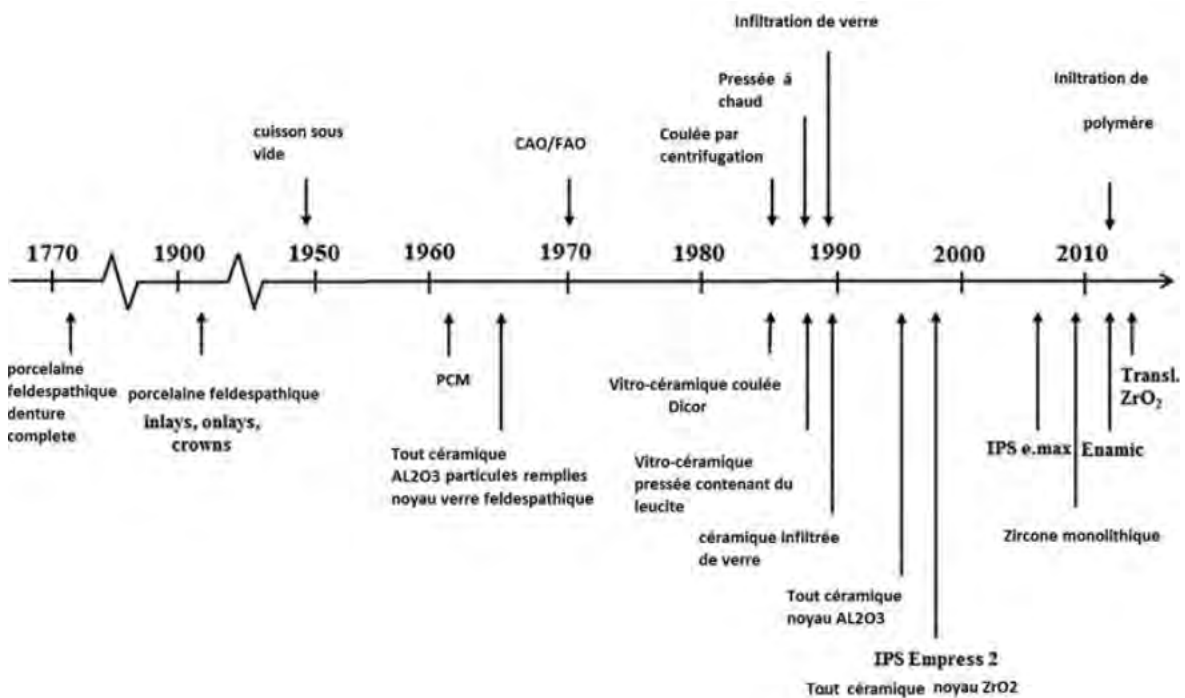 Infiltration de verre
Pressée á
chaud
Iniltration de
polymére
cuisson sous
vide
CAO/FAO
Coulée par
centrifugation
1770
1900
1950
1960
1970
1980
1990
2000
2010
porcelaine
feldespathique
denture
complete
porcelaine feldespathique
inlays, onlays,
crowns
PCM
Tout céramique
AL2O3 particules remplies
noyau verre feldespathique
Vitro-céramique coulée
Dicor
Vitro-céramique
pressée contenant du
leucite
céramique infiltrée
de verre
Tout céramique
noyau AL2O3
IPS Empress 2
Tout céramique noyau ZrO2
IPS e.max
Enamic
Transl.
ZrO₂
Zircone monolithique